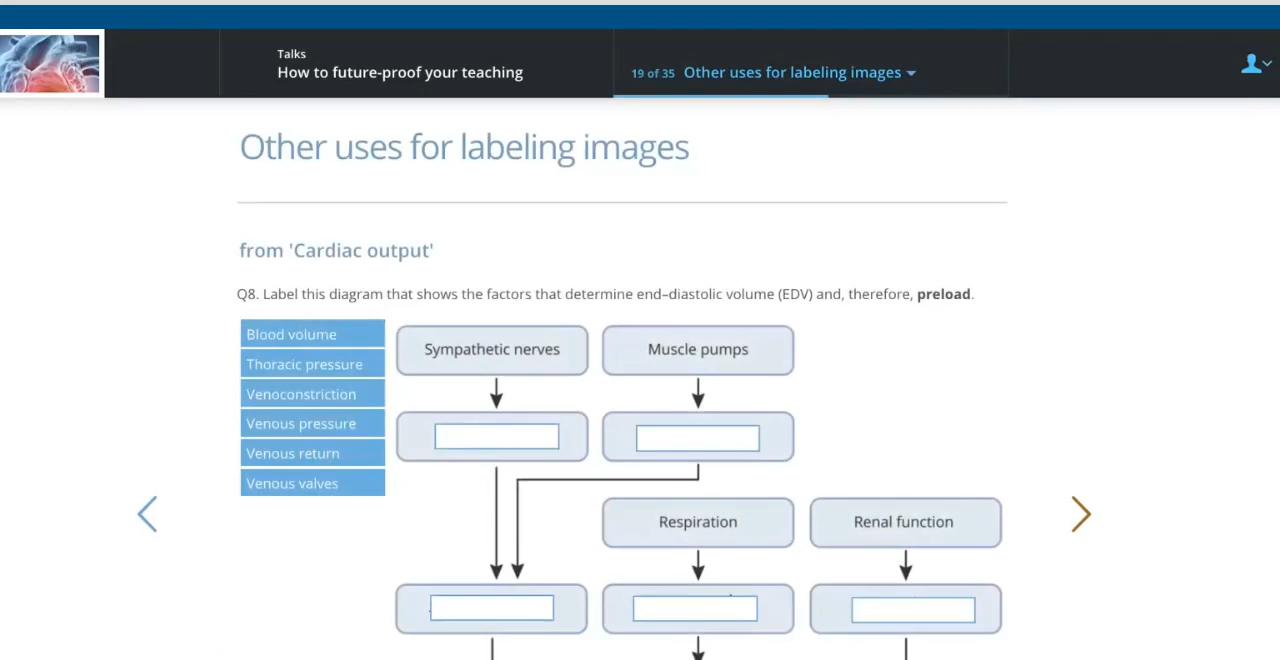 Talks
How to future-proof your teaching
19 of 35 Other uses for labeling images
Other uses for labeling images
from 'Cardiac output'
Q8. Label this diagram that shows the factors that determine end–diastolic volume (EDV) and, therefore, preload.
Blood volume
Thoracic pressure
Venoconstriction
Venous pressure
Venous return
Venous valves
Sympathetic nerves
Muscle pumps
Respiration
Renal function